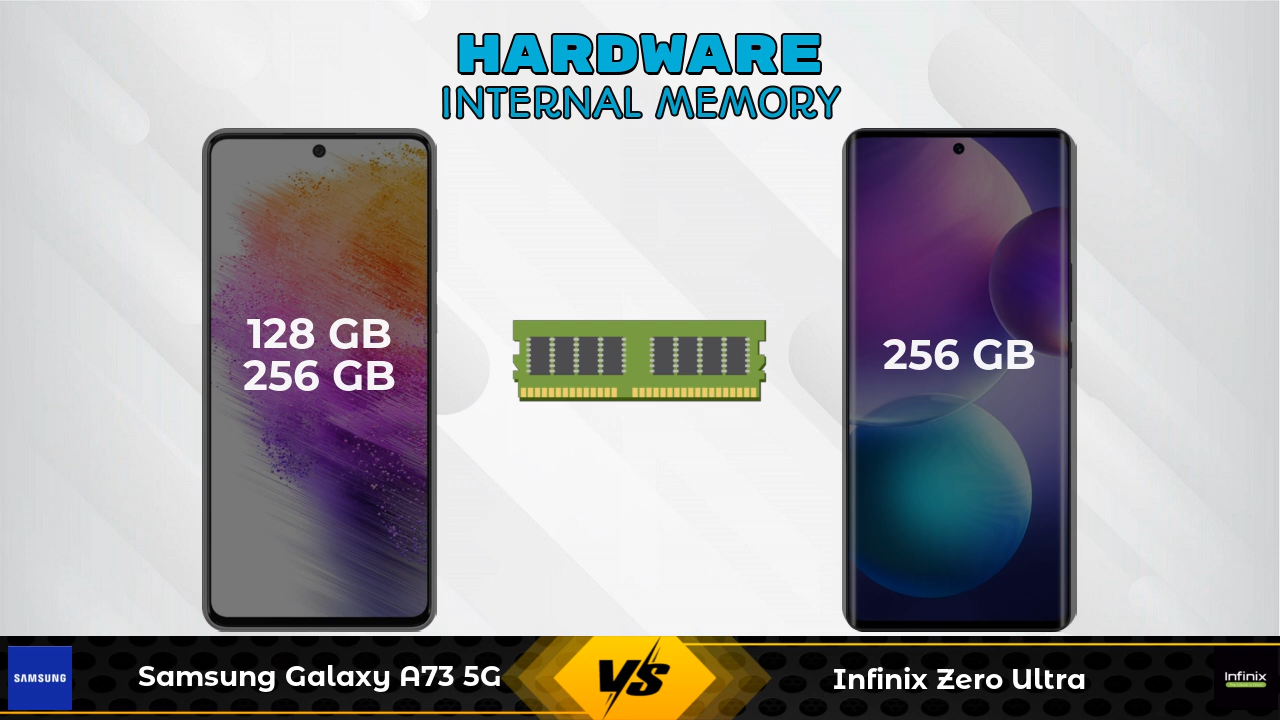 HARDWARE
INTERNAL MEMORY
128 GB
256 GB
256 GB
SAMSUNG
Samsung Galaxy A73 5G
VS
Infinix Zero Ultra
Infinix